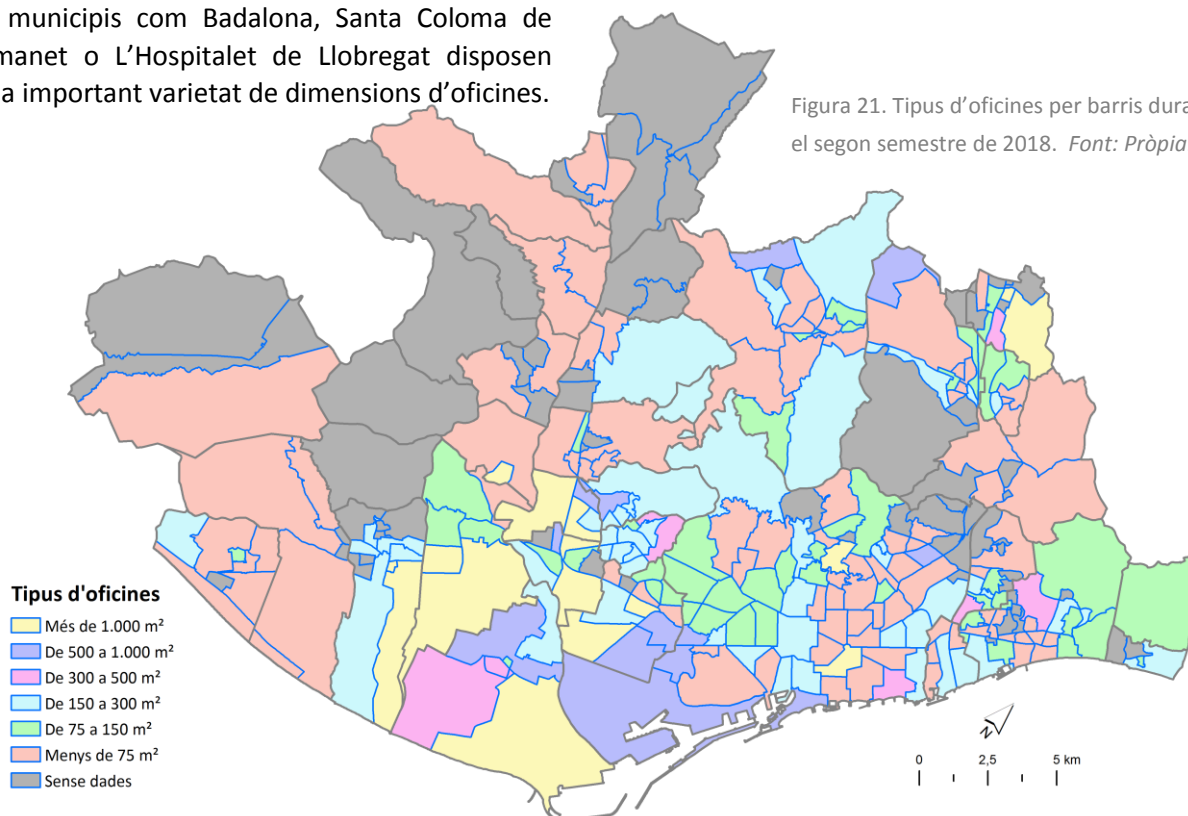 municipis com Badalona, Santa Coloma de
manet o L'Hospitalet de Llobregat disposen
a important varietat de dimensions d'oficines.
Figura 21. Tipus d'oficines per barris dura
el segon semestre de 2018. Font: Pròpia
Tipus d'oficines
Més de 1.000 m²
De 500 a 1.000 m²
De 300 a 500 m²
De 150 a 300 m²
De 75 a 150 m²
Menys de 75 m²
Sense dades
N
0 2,5 5 km